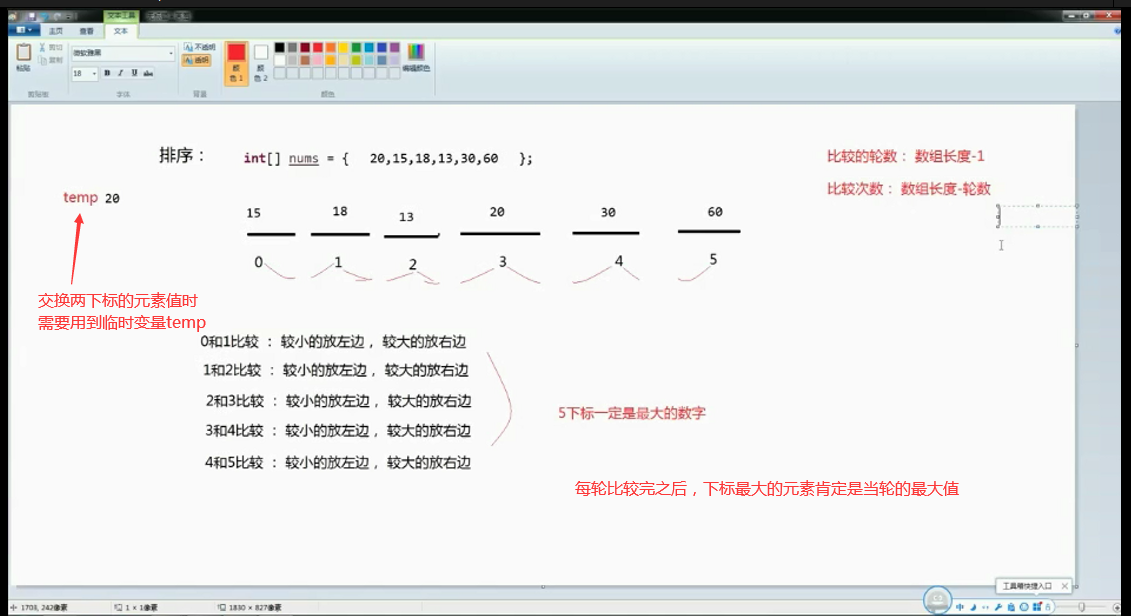 文本工具
主页
查看
文本
粘贴
剪切
复制
微软雅黑
18
B I U abc
不透明
透明
颜色 1
颜色 2
编辑颜色
剪贴板
字体
背景
颜色
排序：
int[] nums = { 20,15,18,13,30,60 };
比较的轮数： 数组长度-1
比较次数： 数组长度-轮数
temp 20
15 18 13 20 30 60
0 1 2 3 4 5
交换两下标的元素值时
需要用到临时变量temp
0和1比较 ： 较小的放左边 ， 较大的放右边
1和2比较 ： 较小的放左边 ， 较大的放右边
2和3比较 ： 较小的放左边 ， 较大的放右边
3和4比较 ： 较小的放左边 ， 较大的放右边
4和5比较 ： 较小的放左边 ， 较大的放右边
5下标一定是最大的数字
每轮比较完之后，下标最大的元素肯定是当轮的最大值
工具箱快捷入口
1703, 242像素
1 × 1像素
1830 × 827像素
中